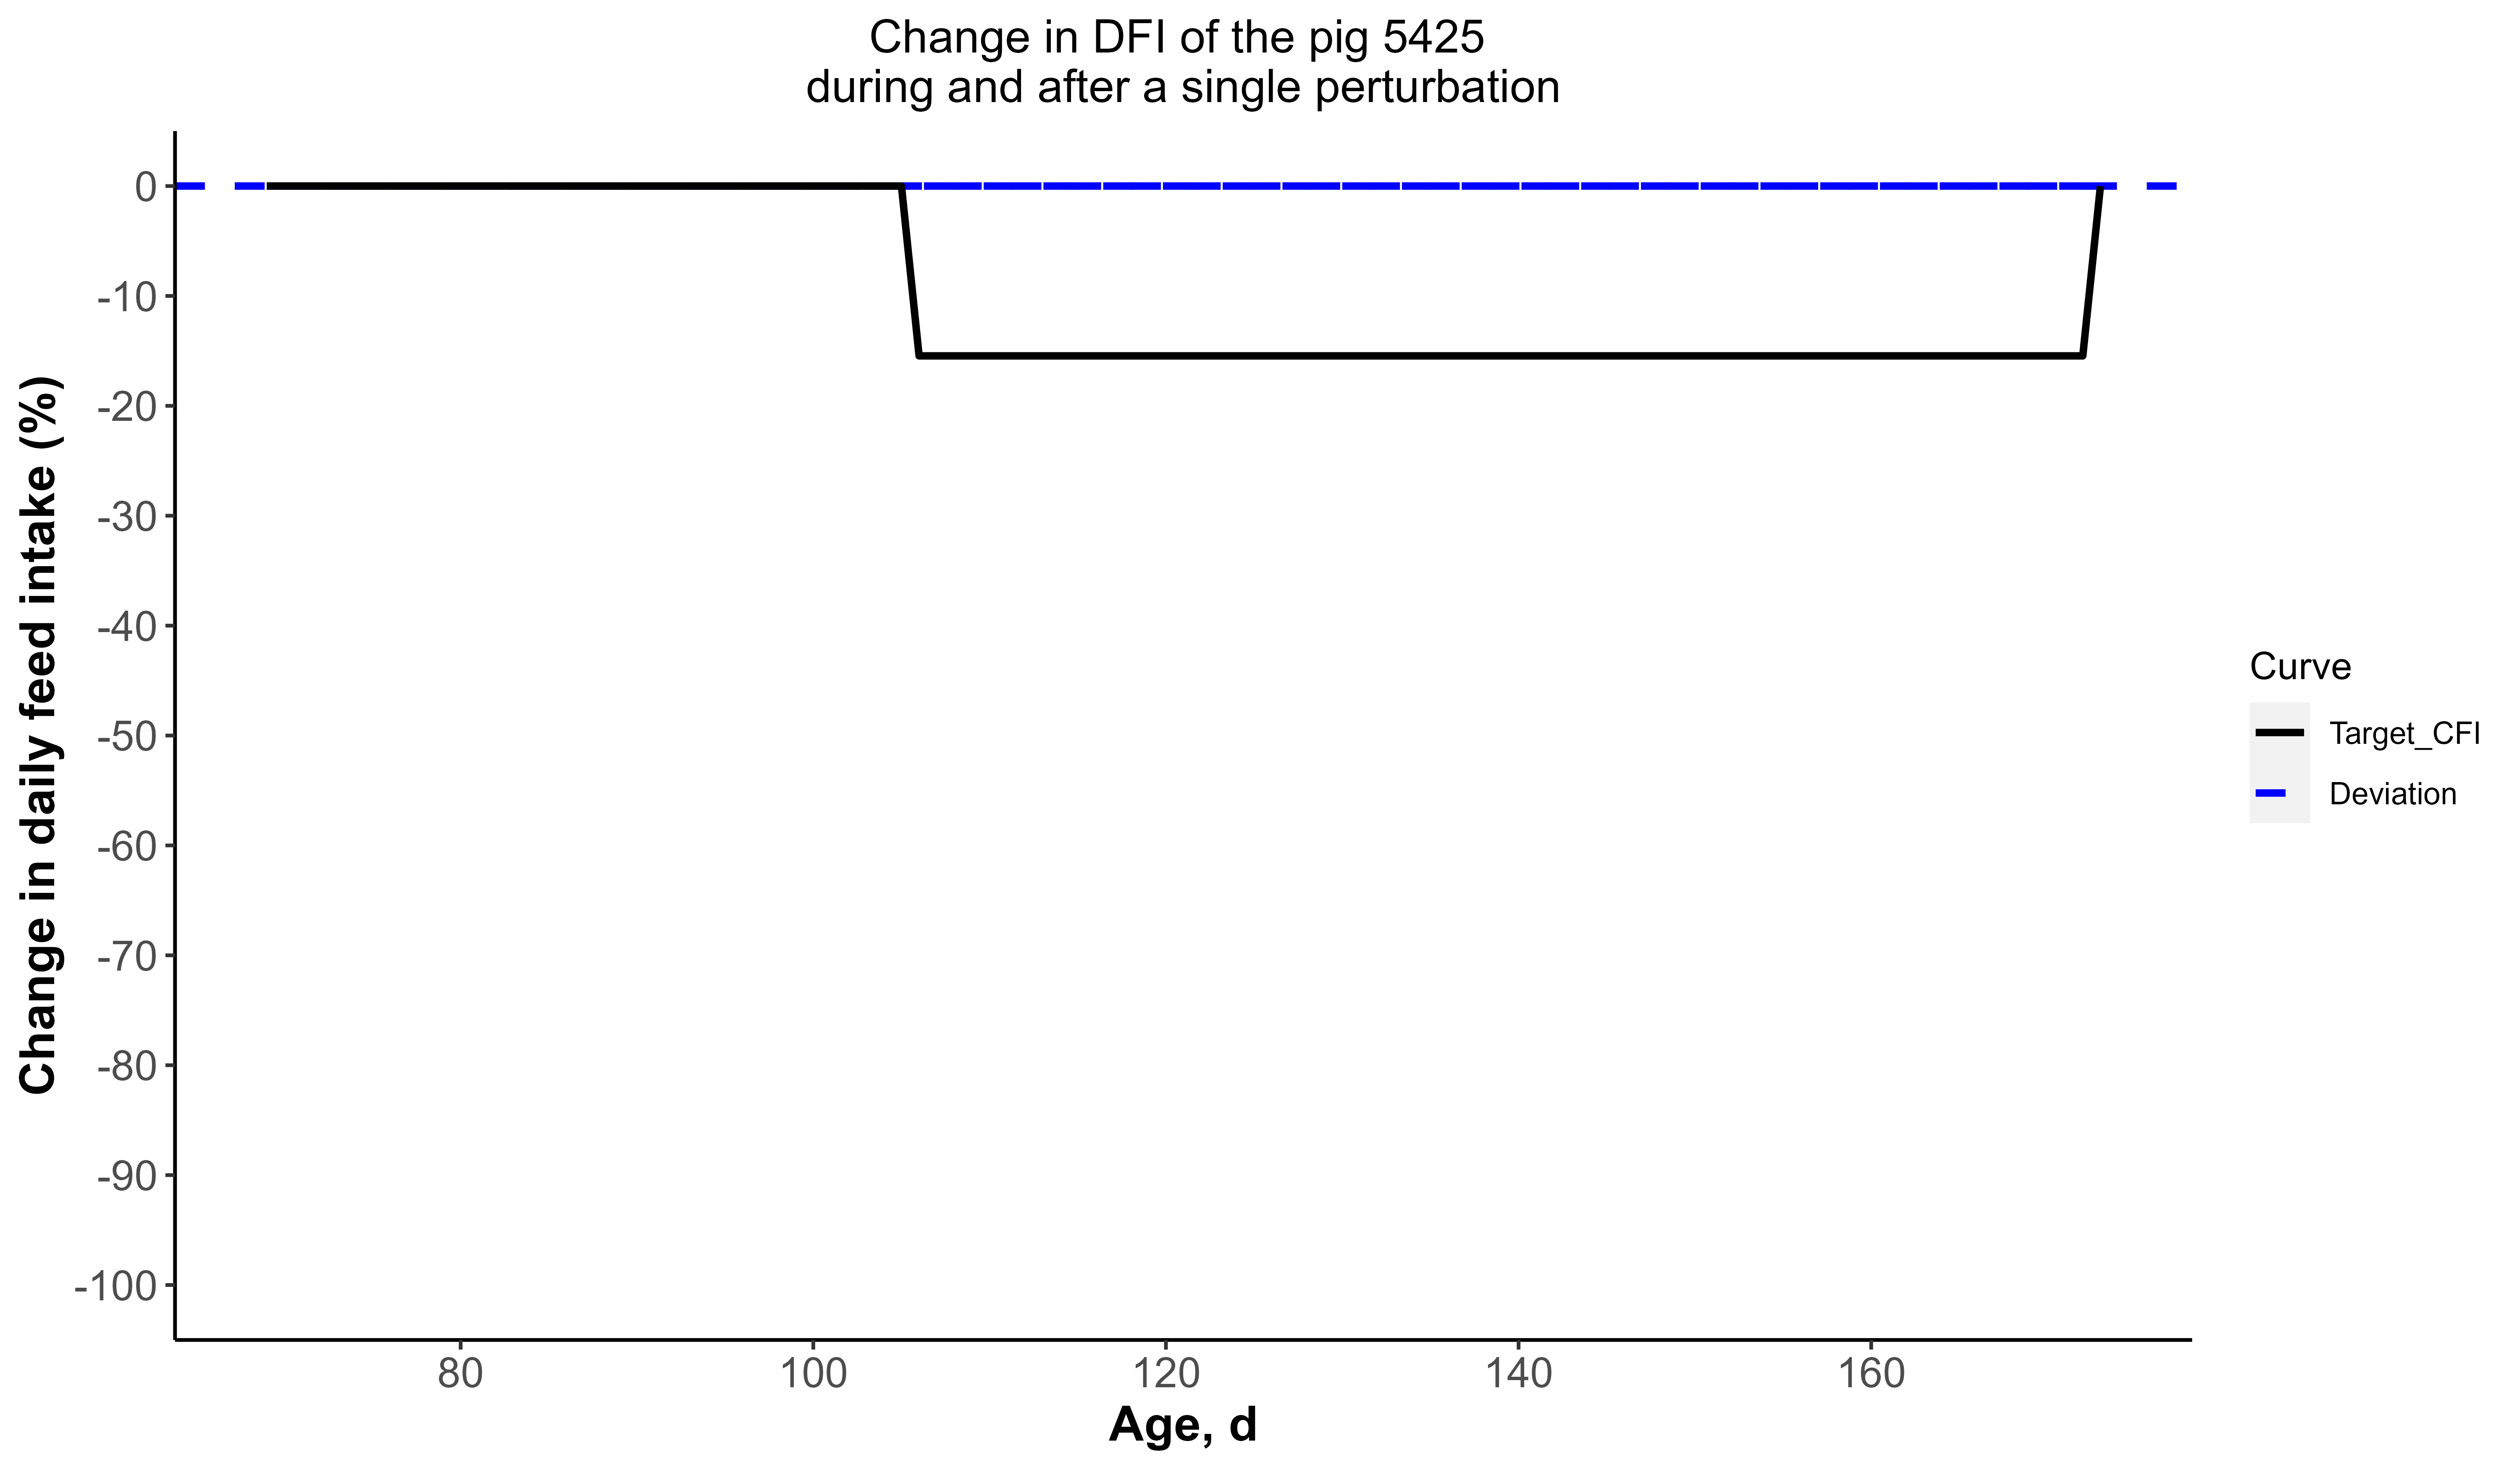 Change in DFI of the pig 5425
during and after a single perturbation
Change in daily feed intake (%)
0
-10
-20
-30
-40
-50
-60
-70
-80
-90
-100
80
100
120
140
160
Age, d
Curve
Target_CFI
Deviation